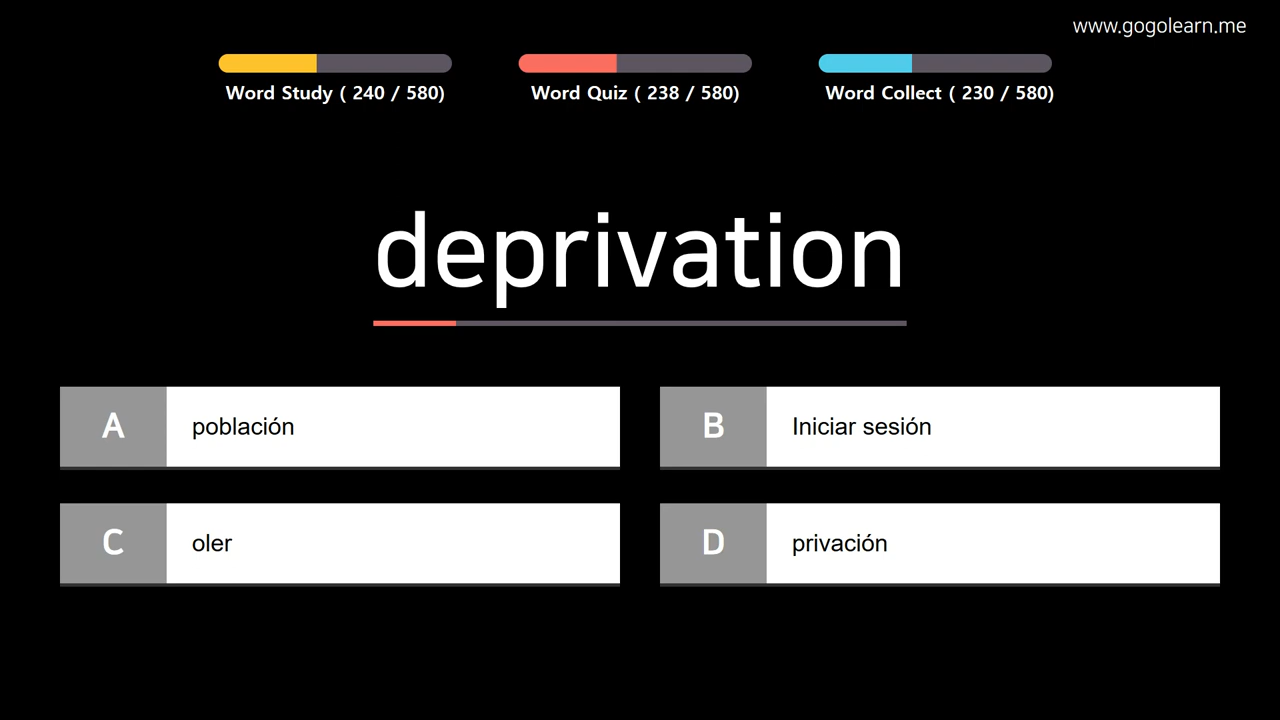 www.gogolearn.me
Word Study ( 240 / 580)
Word Quiz ( 238 / 580)
Word Collect ( 230 / 580)
deprivation
A
población
B
Iniciar sesión
C
oler
D
privación